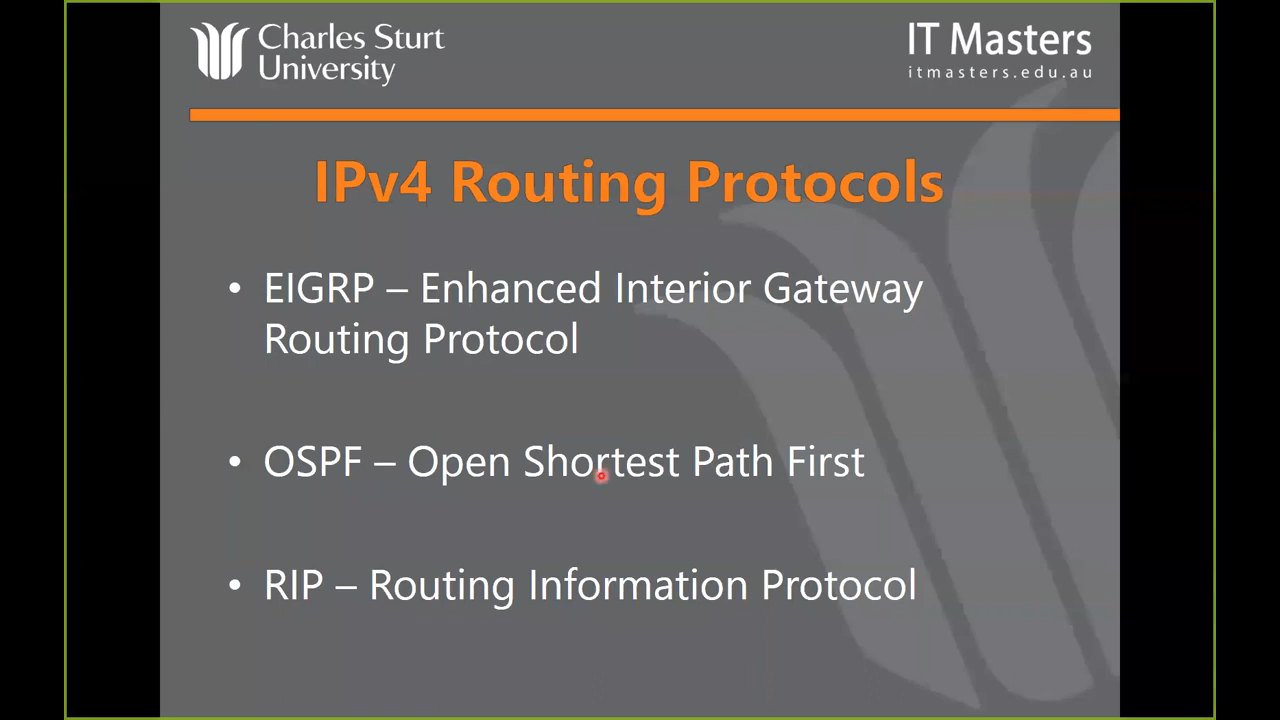 Charles Sturt
University
IT Masters
itmasters.edu.au
IPv4 Routing Protocols
• EIGRP – Enhanced Interior Gateway
Routing Protocol
• OSPF – Open Shortest Path First
• RIP – Routing Information Protocol